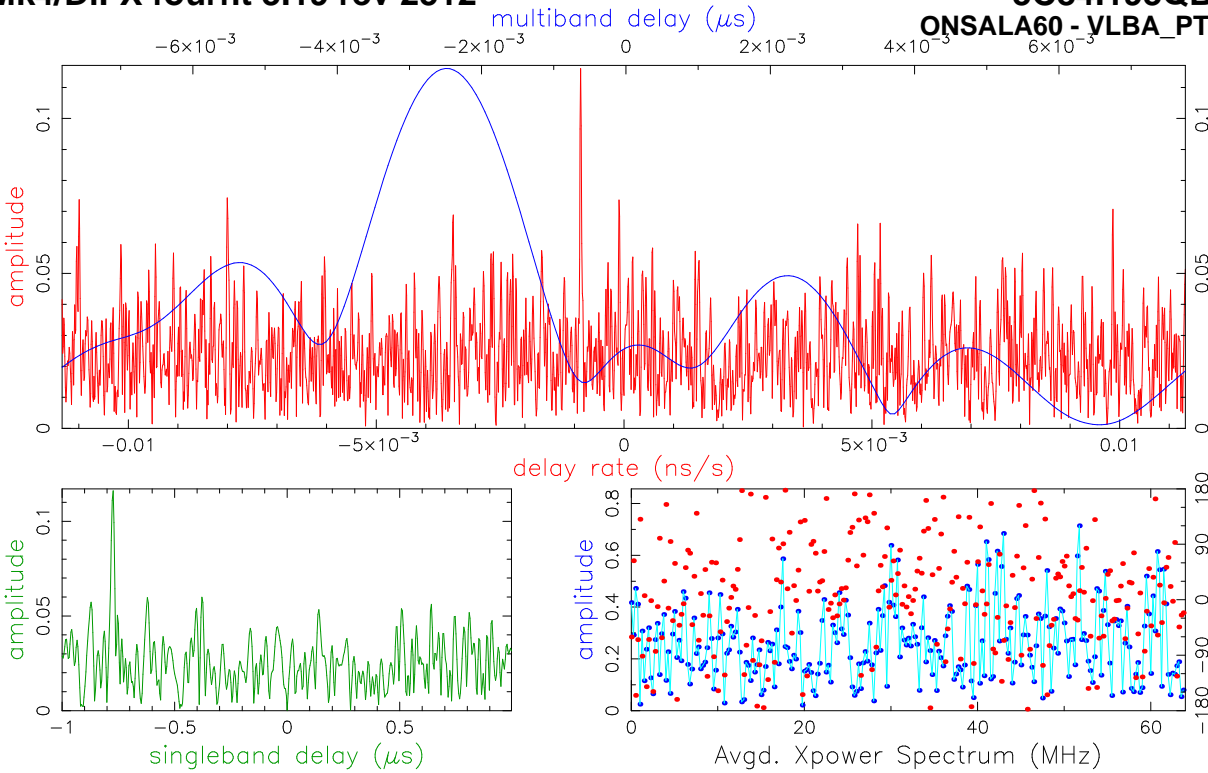 multiband delay (μs)
ONSALA60 - VLBA_PT
−6×10⁻³ −4×10⁻³ −2×10⁻³ 0 2×10⁻³ 4×10⁻³ 6×10⁻³
amplitude
0 0.05 0.1
0 0.05 0.1
−0.01 −5×10⁻³ 0 5×10⁻³ 0.01
delay rate (ns/s)
amplitude
0 0.05 0.1
−1 −0.5 0 0.5
singleband delay (μs)
amplitude
0 0.2 0.4 0.6 0.8
−180 −90 0 90 180
0 20 40 60
Avgd. Xpower Spectrum (MHz)